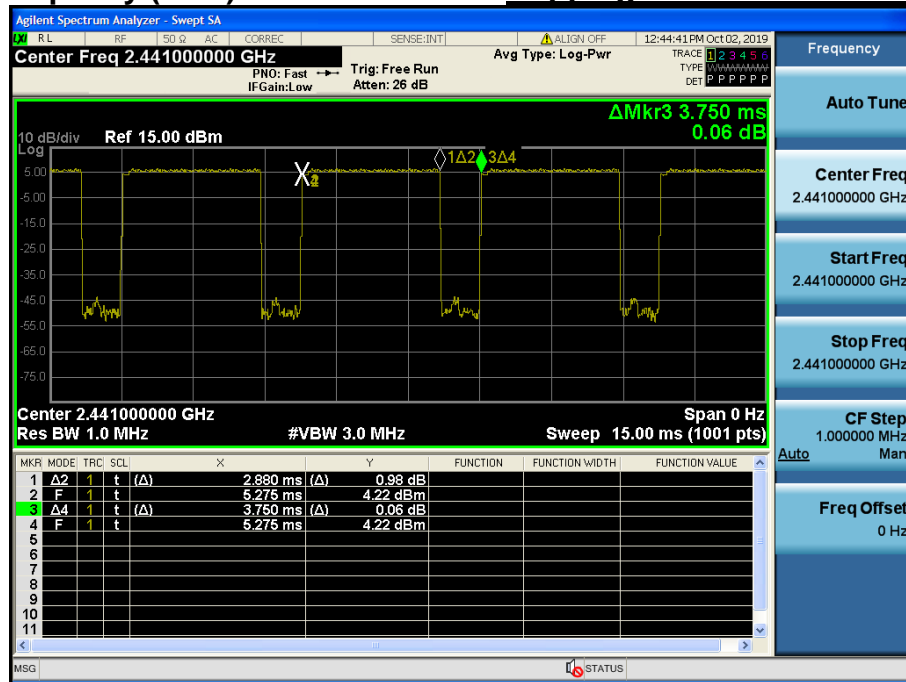 Agilent Spectrum Analyzer - Swept SA
LXI RL RF 50 Ω AC CORREC SENSE:INT ALIGN OFF 12:44:41 PM Oct 02, 2019
Center Freq 2.441000000 GHz
PNO: Fast
IFGain:Low
Trig: Free Run
Atten: 26 dB
Avg Type: Log-Pwr
TRACE 1 2 3 4 5 6
TYPE WWWWWW
DET P P P P P P
ΔMkr3 3.750 ms
0.06 dB
10 dB/div Ref 15.00 dBm
Log
1Δ2 3Δ4
5.00
-5.00
-15.0
-25.0
-35.0
-45.0
-55.0
-65.0
-75.0
Center 2.441000000 GHz Span 0 Hz
Res BW 1.0 MHz #VBW 3.0 MHz Sweep 15.00 ms (1001 pts)
MKR MODE TRC SCL X Y FUNCTION FUNCTION WIDTH FUNCTION VALUE
1 Δ2 1 t (Δ) 2.880 ms (Δ) 0.98 dB
2 F 1 t 5.275 ms 4.22 dBm
3 Δ4 1 t (Δ) 3.750 ms (Δ) 0.06 dB
4 F 1 t 5.275 ms 4.22 dBm
5
6
7
8
9
10
11
MSG STATUS
Frequency
Auto Tune
Center Freq
2.441000000 GHz
Start Freq
2.441000000 GHz
Stop Freq
2.441000000 GHz
CF Step
1.000000 MHz
Auto Man
Freq Offset
0 Hz